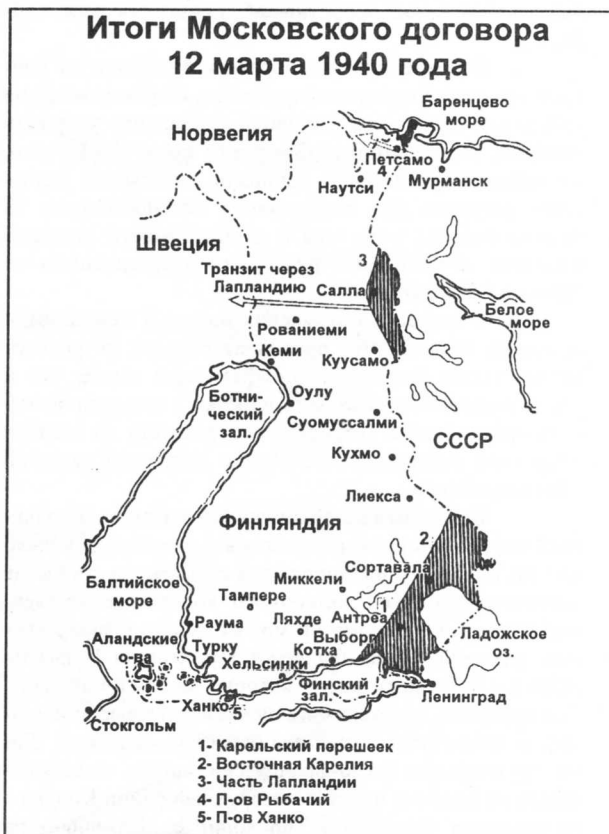 Итоги Московского договора
12 марта 1940 года
Баренцево
море
Норвегия
Петсамо
4
Наутси
Мурманск
Швеция
3
Транзит через
Лапландию
Салла
Белое
море
Рованиеми
Кеми
Куусамо
Ботни-
ческий
зал.
Оулу
Суомуссалми
СССР
Кухмо
Лиекса
Финляндия
2
Сортавала
Балтийское
море
Миккели
Тампере
1
Антреа
Раума
Ляхде
Выборг
Ладожское
оз.
Аландские
о-ва
Турку
Котка
Хельсинки
Финский
зал.
Ленинград
Ханко
5
Стокгольм
1- Карельский перешеек
2- Восточная Карелия
3- Часть Лапландии
4- П-ов Рыбачий
5- П-ов Ханко